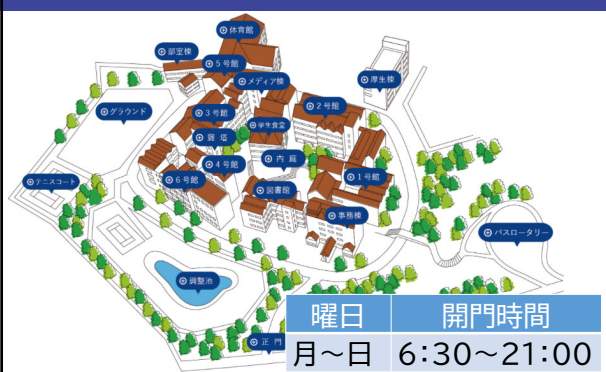 体育館
部室棟
5号館
メディア棟
厚生棟
グラウンド
3号館
2号館
学生食堂
鐘塔
内庭
4号館
1号館
6号館
テニスコート
図書館
事務棟
バスロータリー
調整池
正門
曜日 開門時間
月~日 6:30~21:00